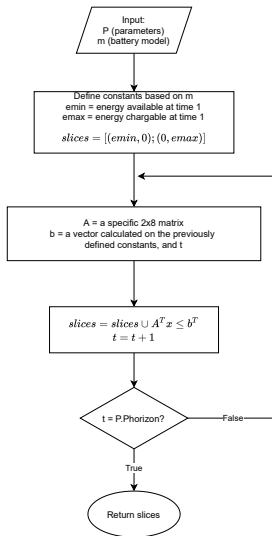 Input:
P (parameters)
m (battery model)
Define constants based on m
emin = energy available at time 1
emax = energy chargable at time 1
slices = [(emin, 0); (0, emax)]
A = a specific 2x8 matrix
b = a vector calculated on the previously
defined constants, and t
slices = slices ∪ Aᵀx ≤ bᵀ
t = t + 1
t = P.Phorizon?
False
True
Return slices